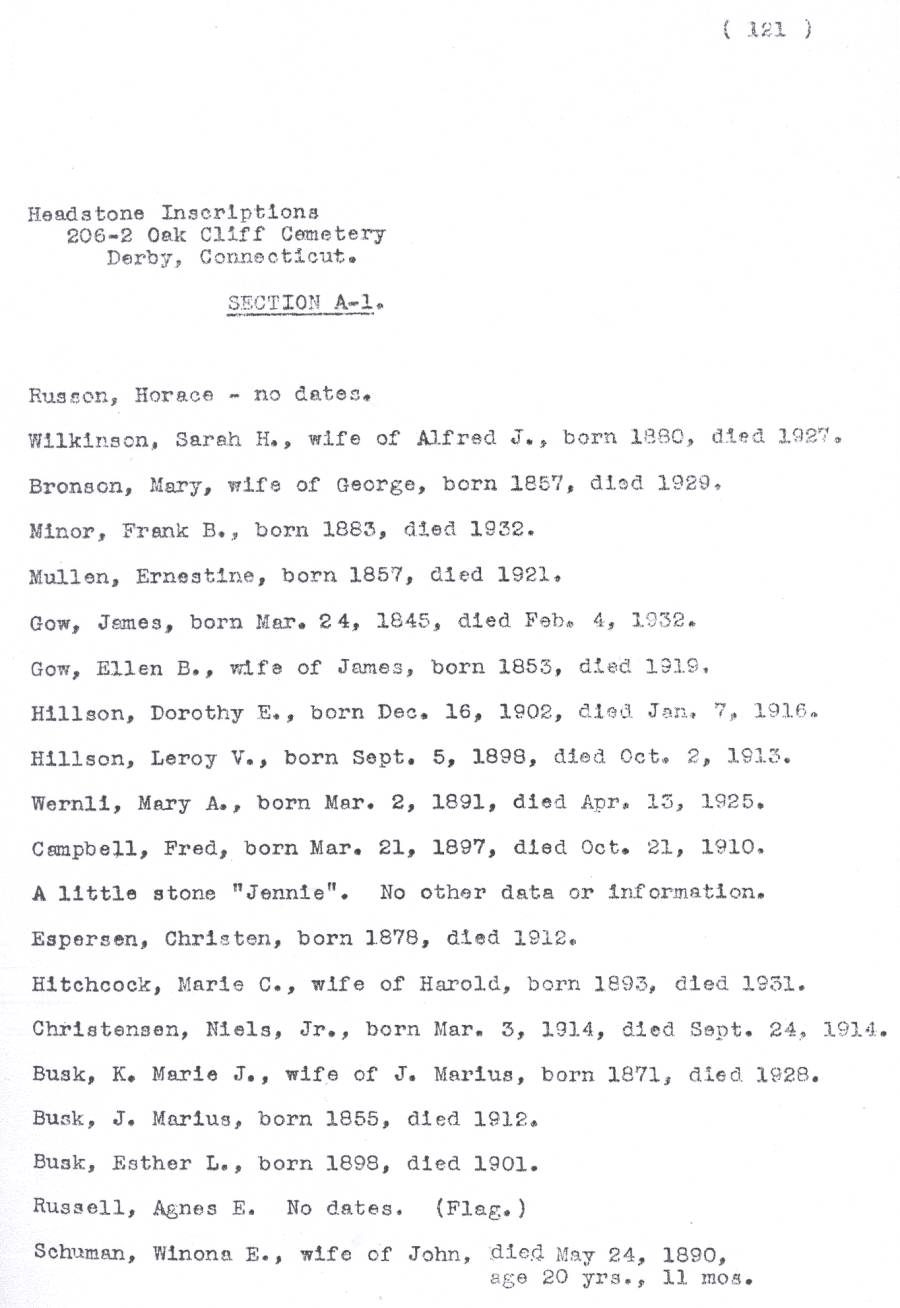 ( 121 )
Headstone Inscriptions
206-2 Oak Cliff Cemetery
Derby, Connecticut.
SECTION A-1.
Russon, Horace - no dates.
Wilkinson, Sarah H., wife of Alfred J., born 1880, died 1927.
Bronson, Mary, wife of George, born 1857, died 1929.
Minor, Frank B., born 1883, died 1932.
Mullen, Ernestine, born 1857, died 1921.
Gow, James, born Mar. 24, 1845, died Feb. 4, 1932.
Gow, Ellen B., wife of James, born 1853, died 1919.
Hillson, Dorothy E., born Dec. 16, 1902, died Jan. 7, 1916.
Hillson, Leroy V., born Sept. 5, 1898, died Oct. 2, 1913.
Wernli, Mary A., born Mar. 2, 1891, died Apr. 13, 1925.
Campbell, Fred, born Mar. 21, 1897, died Oct. 21, 1910.
A little stone "Jennie". No other data or information.
Espersen, Christen, born 1878, died 1912.
Hitchcock, Marie C., wife of Harold, born 1893, died 1931.
Christensen, Niels, Jr., born Mar. 3, 1914, died Sept. 24, 1914.
Busk, K. Marie J., wife of J. Marius, born 1871, died 1928.
Busk, J. Marius, born 1855, died 1912.
Busk, Esther L., born 1898, died 1901.
Russell, Agnes E. No dates. (Flag.)
Schuman, Winona E., wife of John, died May 24, 1890,
age 20 yrs., 11 mos.